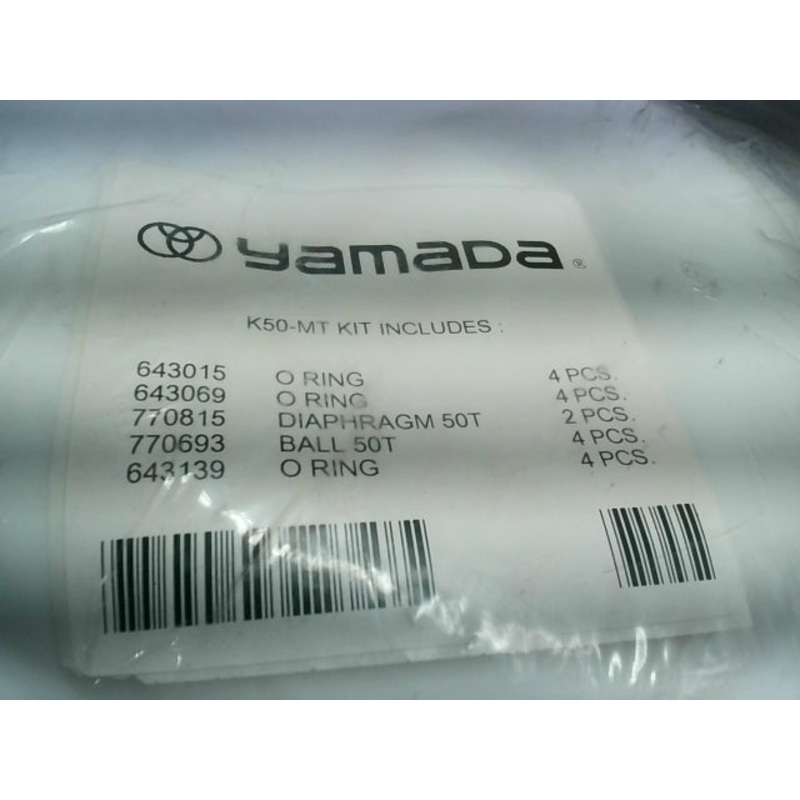 yamada ®
K50-MT KIT INCLUDES :
643015 O RING 4 PCS.
643069 O RING 4 PCS.
770815 DIAPHRAGM 50T 2 PCS.
770693 BALL 50T 4 PCS.
643139 O RING 4 PCS.